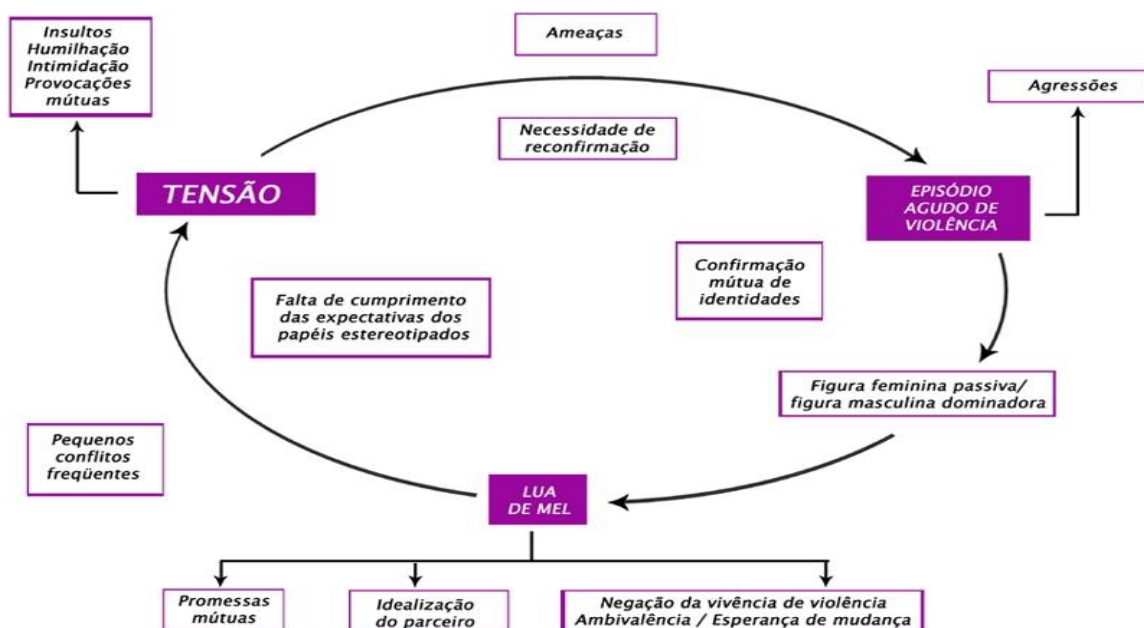 Insultos
Humilhação
Intimidação
Provocações
mútuas
Ameaças
Agressões
Necessidade de
reconfirmação
TENSÃO
EPISÓDIO
AGUDO DE
VIOLÊNCIA
Confirmação
mútua de
identidades
Falta de cumprimento
das expectativas dos
papéis estereotipados
Figura feminina passiva/
figura masculina dominadora
Pequenos
conflitos
freqüentes
LUA
DE MEL
Promessas
mútuas
Idealização
do parceiro
Negação da vivência de violência
Ambivalência / Esperança de mudança